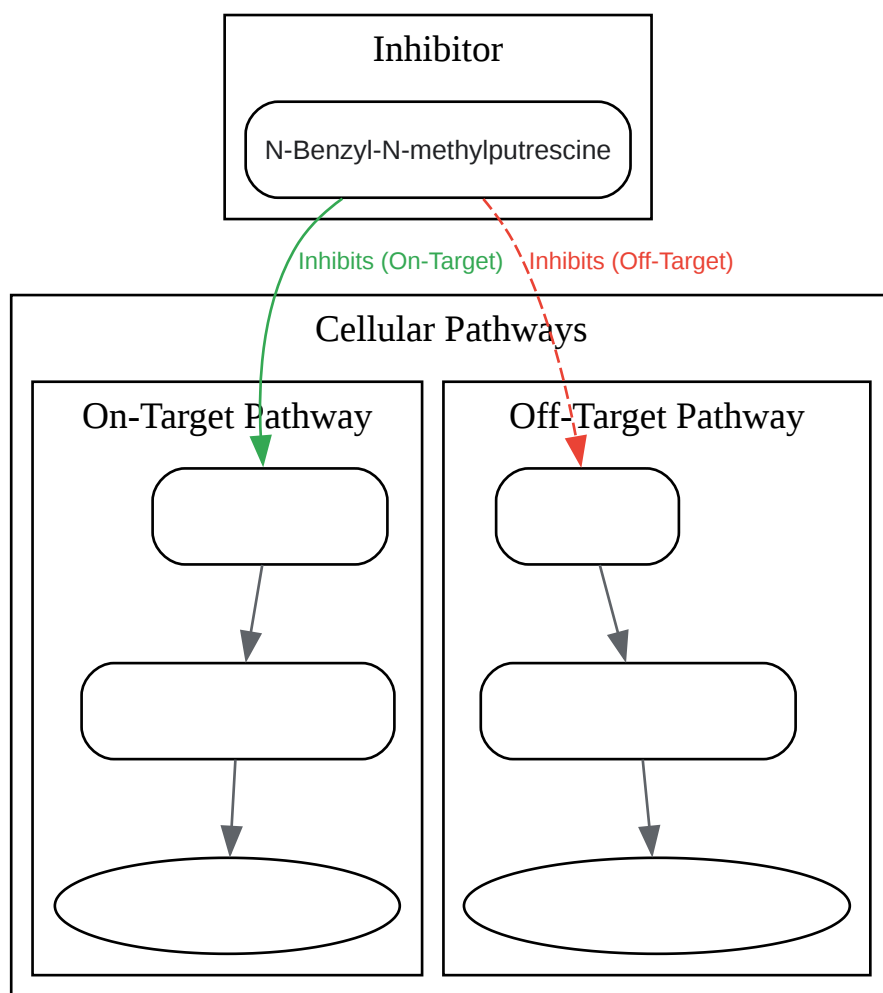 Inhibitor
N-Benzyl-N-methylputrescine
Inhibits (On-Target)
Inhibits (Off-Target)
Cellular Pathways
On-Target Pathway
Off-Target Pathway